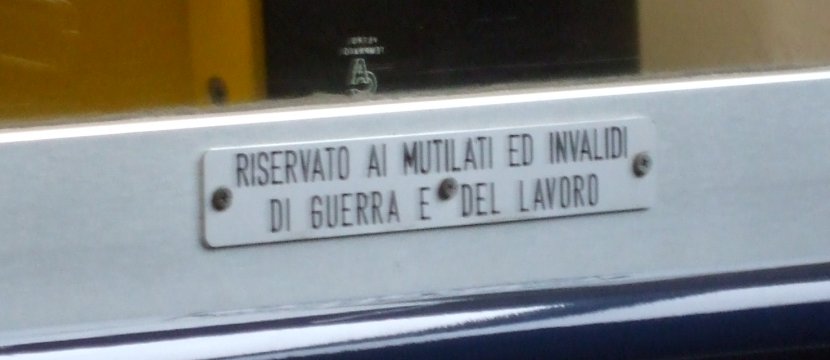 RISERVATO AI MUTILATI ED INVALIDI
DI GUERRA E DEL LAVORO